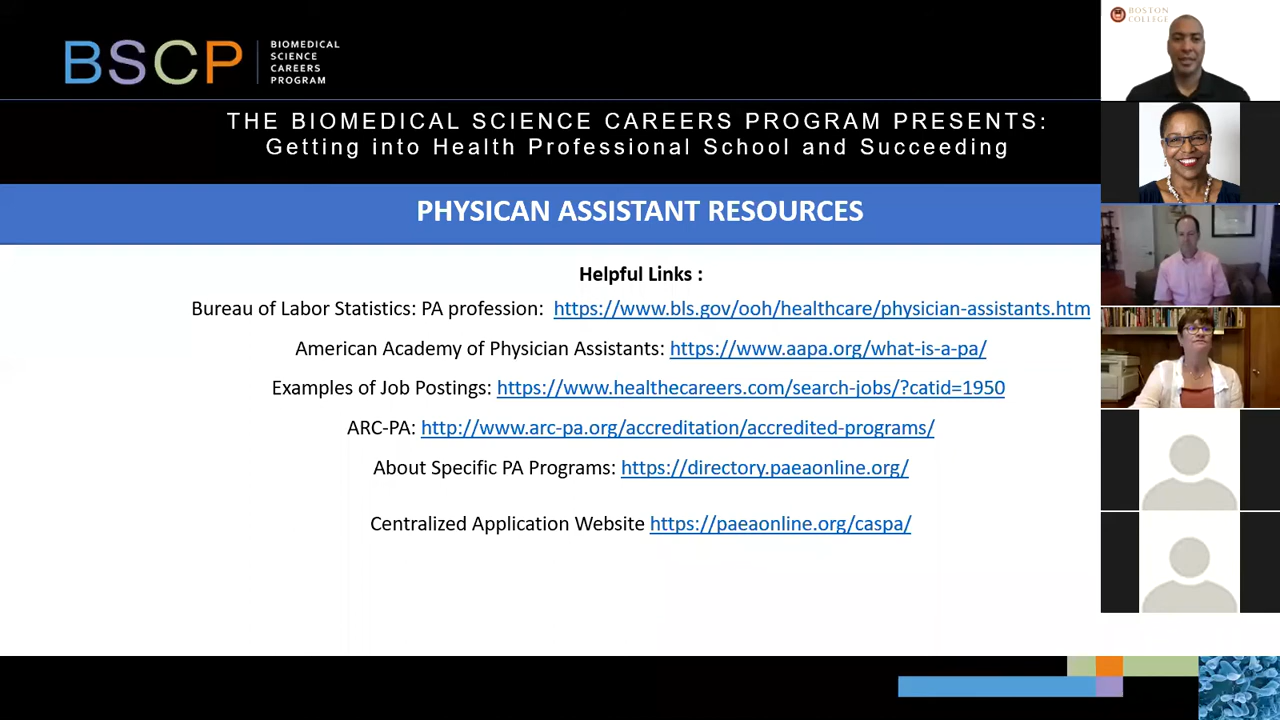 BSCP
BIOMEDICAL
SCIENCE
CAREERS
PROGRAM
BOSTON
COLLEGE
THE BIOMEDICAL SCIENCE CAREERS PROGRAM PRESENTS:
Getting into Health Professional School and Succeeding
PHYSICAN ASSISTANT RESOURCES
Helpful Links :
Bureau of Labor Statistics: PA profession: https://www.bls.gov/ooh/healthcare/physician-assistants.htm
American Academy of Physician Assistants: https://www.aapa.org/what-is-a-pa/
Examples of Job Postings: https://www.healthecareers.com/search-jobs/?catid=1950
ARC-PA: http://www.arc-pa.org/accreditation/accredited-programs/
About Specific PA Programs: https://directory.paeaonline.org/
Centralized Application Website https://paeaonline.org/caspa/